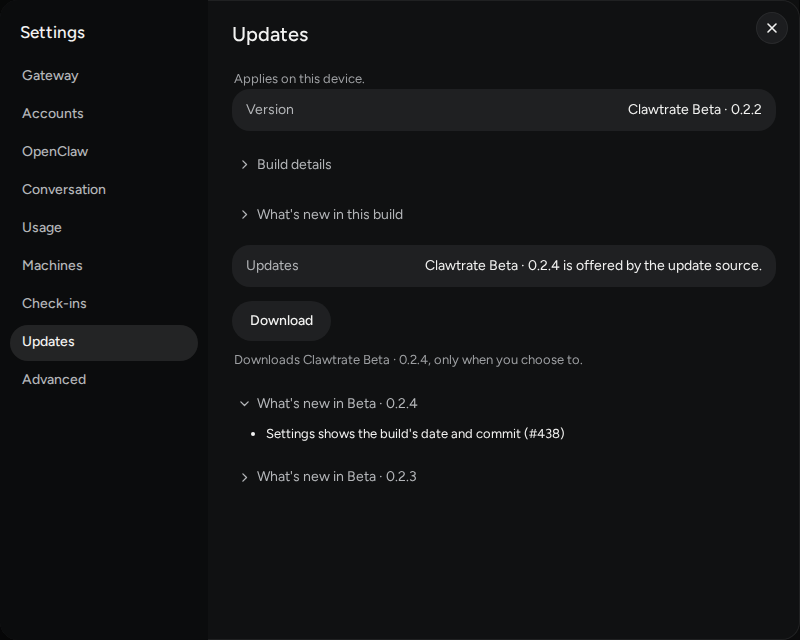 Settings
Gateway
Accounts
OpenClaw
Conversation
Usage
Machines
Check-ins
Updates
Advanced
Updates
Applies on this device.
Version Clawtrate Beta · 0.2.2
Build details
What's new in this build
Updates Clawtrate Beta · 0.2.4 is offered by the update source.
Download
Downloads Clawtrate Beta · 0.2.4, only when you choose to.
What's new in Beta · 0.2.4
• Settings shows the build's date and commit (#438)
What's new in Beta · 0.2.3